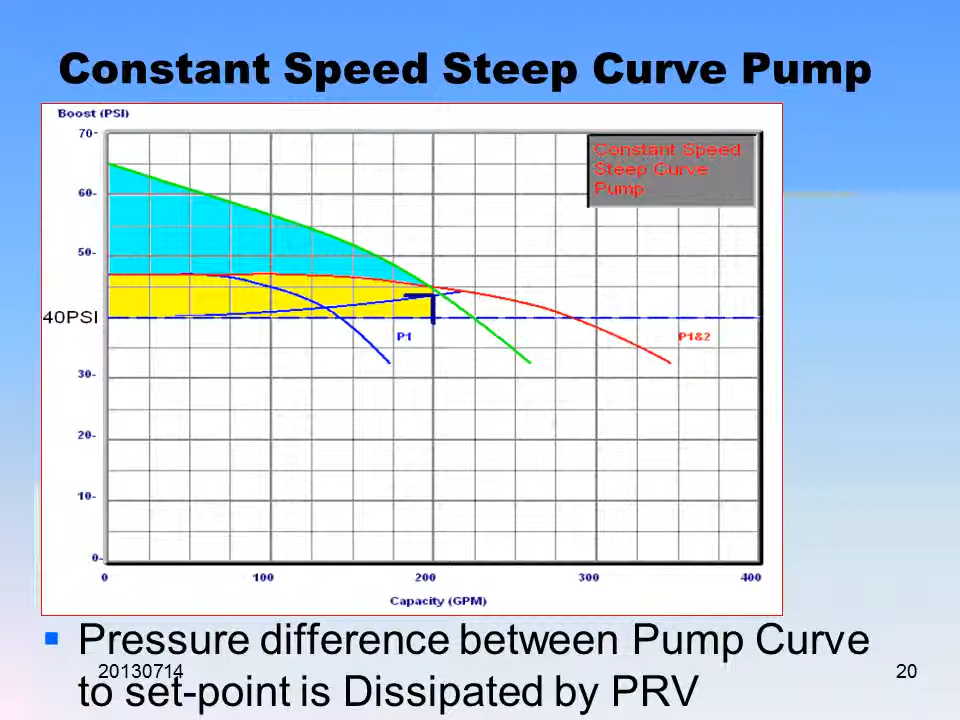 Constant Speed Steep Curve Pump
Boost (PSI)
70-
Constant Speed
Steep Curve
Pump
60-
50-
40PSI
P1
P1&2
30-
20-
10-
0-
0 100 200 300 400
Capacity (GPM)
Pressure difference between Pump Curve
20130714 20
to set-point is Dissipated by PRV